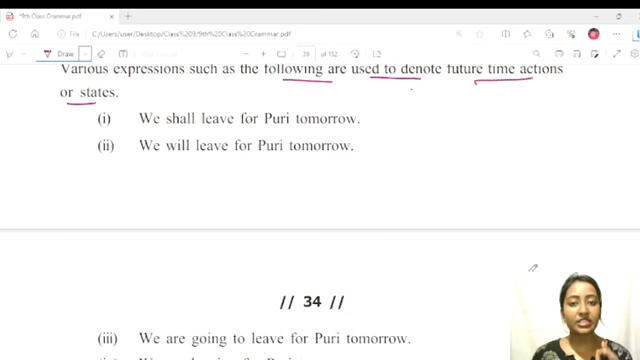 *9th Class Grammar.pdf
File
C:/Users/user/Desktop/Class%209/9th%20Class%20Grammar.pdf
Draw
39 of 152
Various expressions such as the following are used to denote future time actions
or states.
(i) We shall leave for Puri tomorrow.
(ii) We will leave for Puri tomorrow.
// 34 //
(iii) We are going to leave for Puri tomorrow.